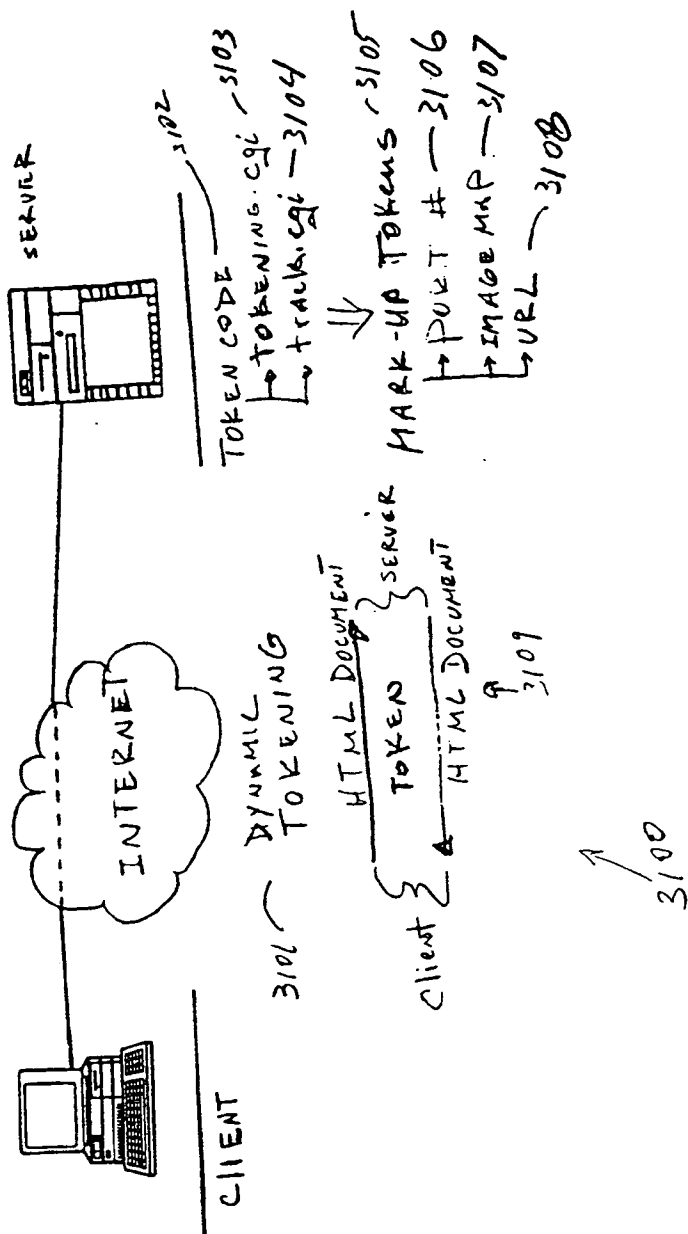 SERVER
INTERNET
CLIENT
TOKEN CODE 3102
TOKENING.cgi 3103
track.cgi 3104
MARK-UP TOKENS 3105
PORT # 3106
IMAGE MAP 3107
URL 3108
3101 DYNAMIC
TOKENING
HTML DOCUMENT
Client TOKEN SERVER
HTML DOCUMENT
3109
3100